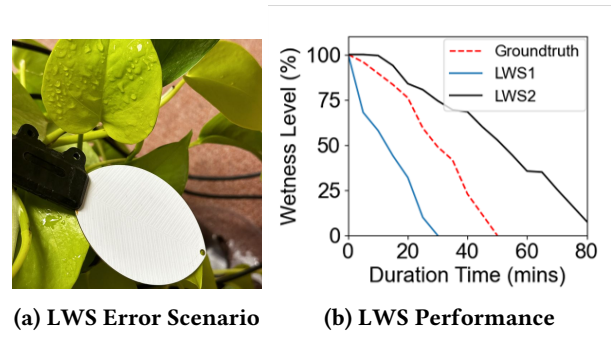 Groundtruth
LWS1
LWS2
Wetness Level (%)
100
75
50
25
0
0 20 40 60 80
Duration Time (mins)
(a) LWS Error Scenario
(b) LWS Performance